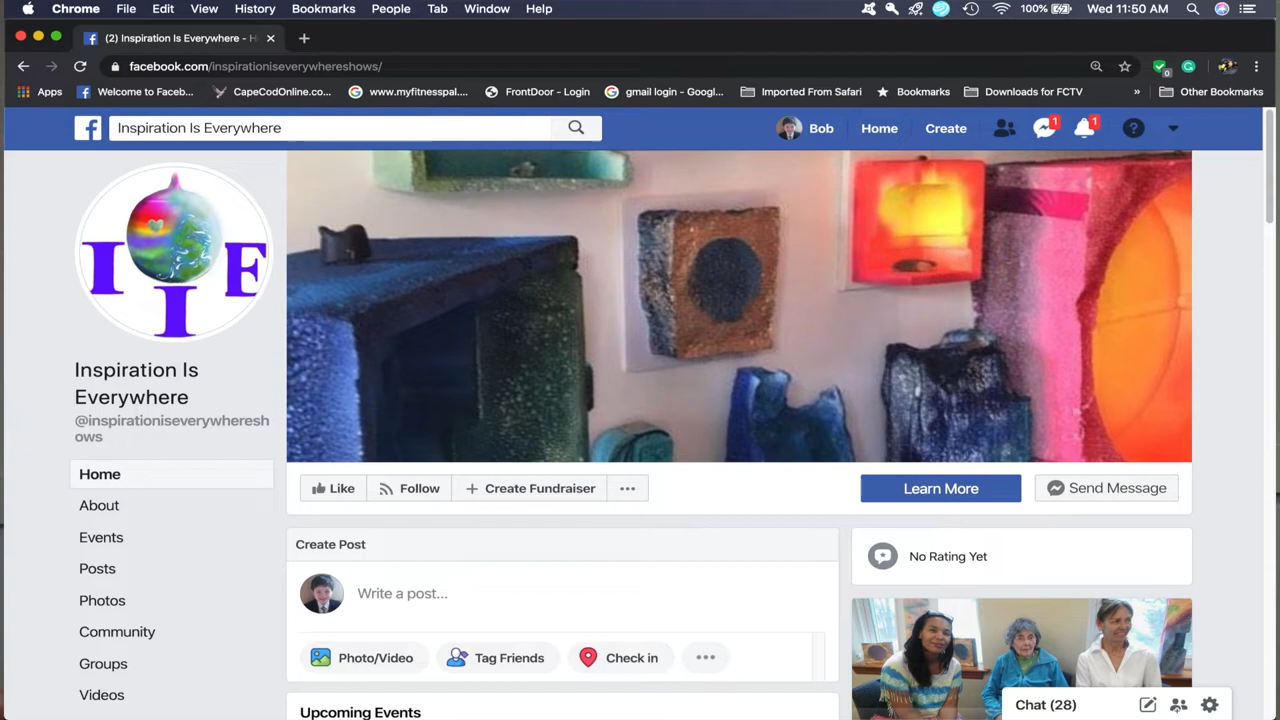 Chrome File Edit View History Bookmarks People Tab Window Help 100% Wed 11:50 AM
(2) Inspiration Is Everywhere - H
facebook.com/inspirationiseverywhereshows/
Apps Welcome to Faceb... CapeCodOnline.co... www.myfitnesspal.... FrontDoor - Login gmail login - Googl... Imported From Safari Bookmarks Downloads for FCTV » Other Bookmarks
0
Inspiration Is Everywhere Bob Home Create 1 1
I I E
Inspiration Is
Everywhere
@inspirationiseverywheresh
ows
Home
About
Events
Posts
Photos
Community
Groups
Videos
Like Follow + Create Fundraiser ... Learn More Send Message
Create Post
Write a post...
Photo/Video Tag Friends Check in ...
Upcoming Events
No Rating Yet
Chat (28)